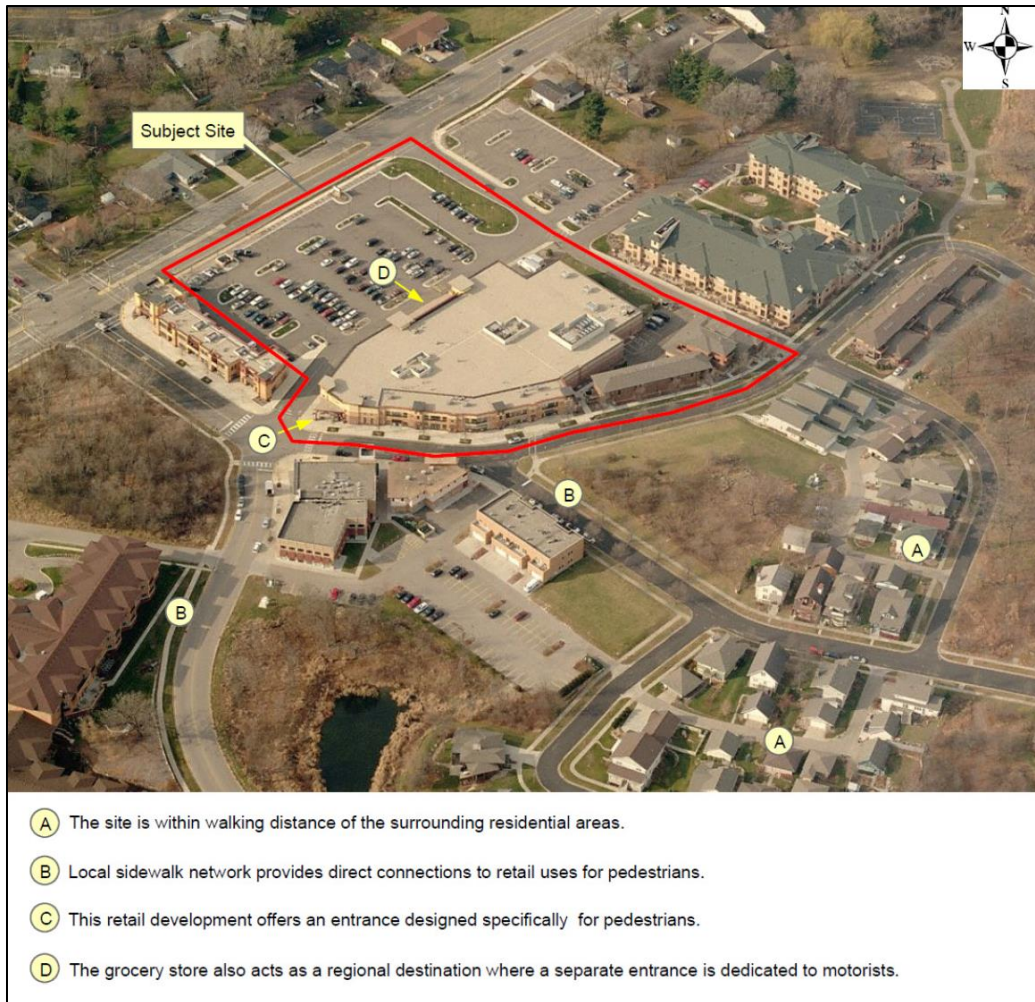 N
W
E
S
Subject Site
D
C
B
A
B
A
A The site is within walking distance of the surrounding residential areas.
B Local sidewalk network provides direct connections to retail uses for pedestrians.
C This retail development offers an entrance designed specifically for pedestrians.
D The grocery store also acts as a regional destination where a separate entrance is dedicated to motorists.